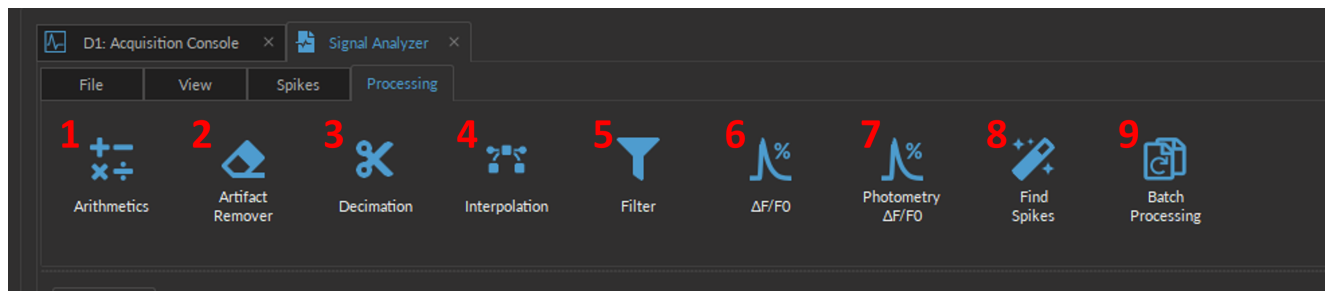 D1: Acquisition Console × Signal Analyzer ×
File View Spikes Processing
1 2 3 4 5 6 7 8 9
% %
Arithmetics Artifact Remover Decimation Interpolation Filter ΔF/F0 Photometry ΔF/F0 Find Spikes Batch Processing